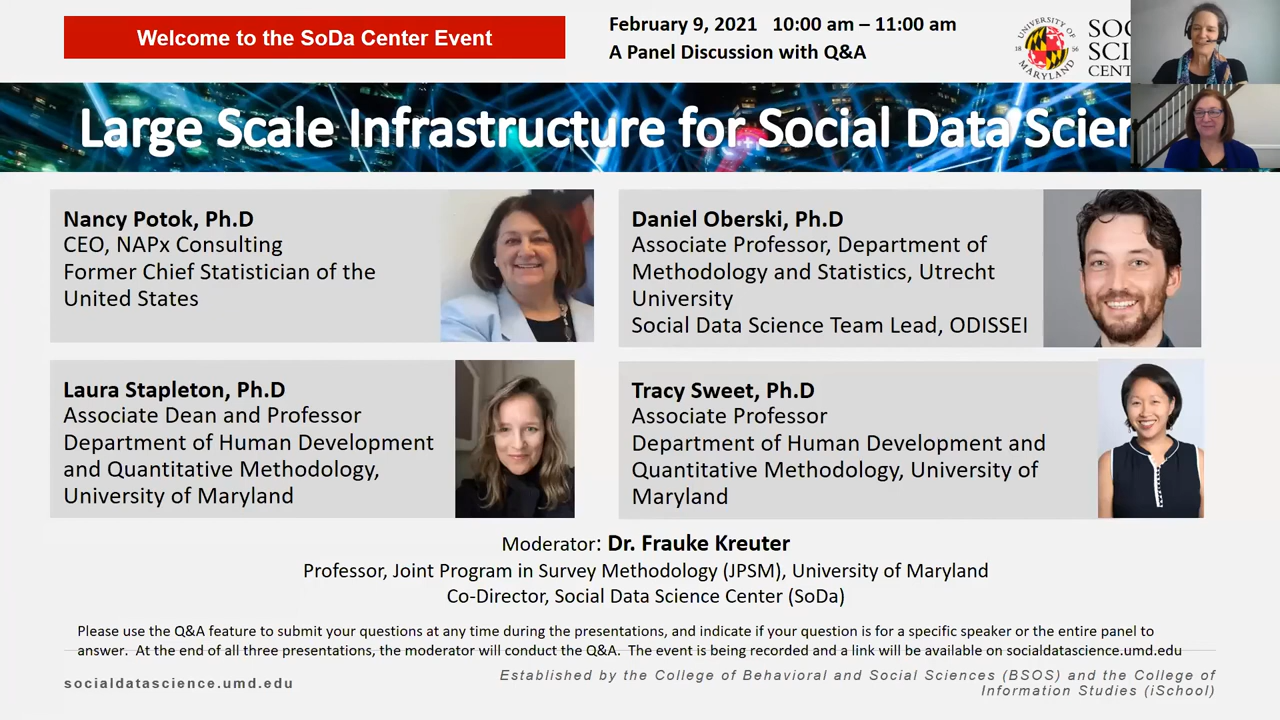 Welcome to the SoDa Center Event
February 9, 2021 10:00 am – 11:00 am
A Panel Discussion with Q&A
UNIVERSITY OF
18 56
MARYLAND
SOC
SCI
CENT
Large Scale Infrastructure for Social Data Scien
Nancy Potok, Ph.D
CEO, NAPx Consulting
Former Chief Statistician of the
United States
Daniel Oberski, Ph.D
Associate Professor, Department of
Methodology and Statistics, Utrecht
University
Social Data Science Team Lead, ODISSEI
Laura Stapleton, Ph.D
Associate Dean and Professor
Department of Human Development
and Quantitative Methodology,
University of Maryland
Tracy Sweet, Ph.D
Associate Professor
Department of Human Development and
Quantitative Methodology, University of
Maryland
Moderator: Dr. Frauke Kreuter
Professor, Joint Program in Survey Methodology (JPSM), University of Maryland
Co-Director, Social Data Science Center (SoDa)
Please use the Q&A feature to submit your questions at any time during the presentations, and indicate if your question is for a specific speaker or the entire panel to
answer. At the end of all three presentations, the moderator will conduct the Q&A. The event is being recorded and a link will be available on socialdatascience.umd.edu
socialdatascience.umd.edu
Established by the College of Behavioral and Social Sciences (BSOS) and the College of
Information Studies (iSchool)